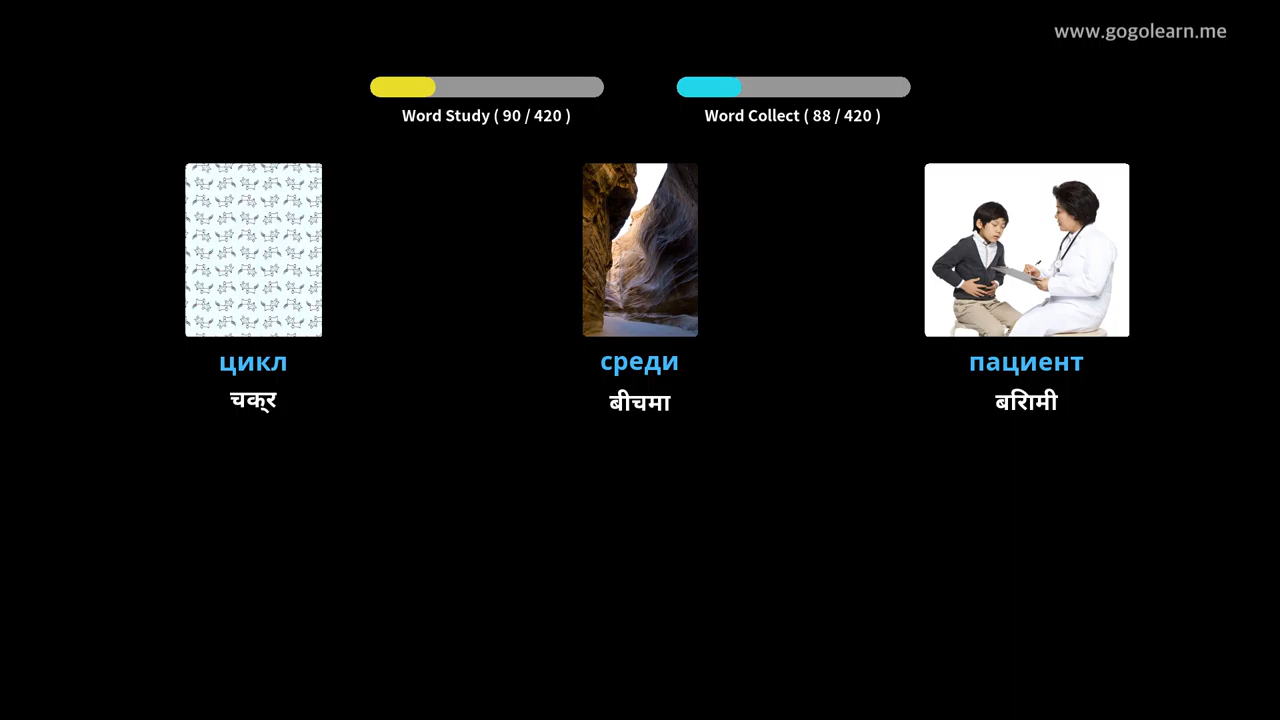 www.gogolearn.me
Word Study ( 90 / 420 )
Word Collect ( 88 / 420 )
цикл
среди
пациент
चक्र
बीचमा
बिरामी